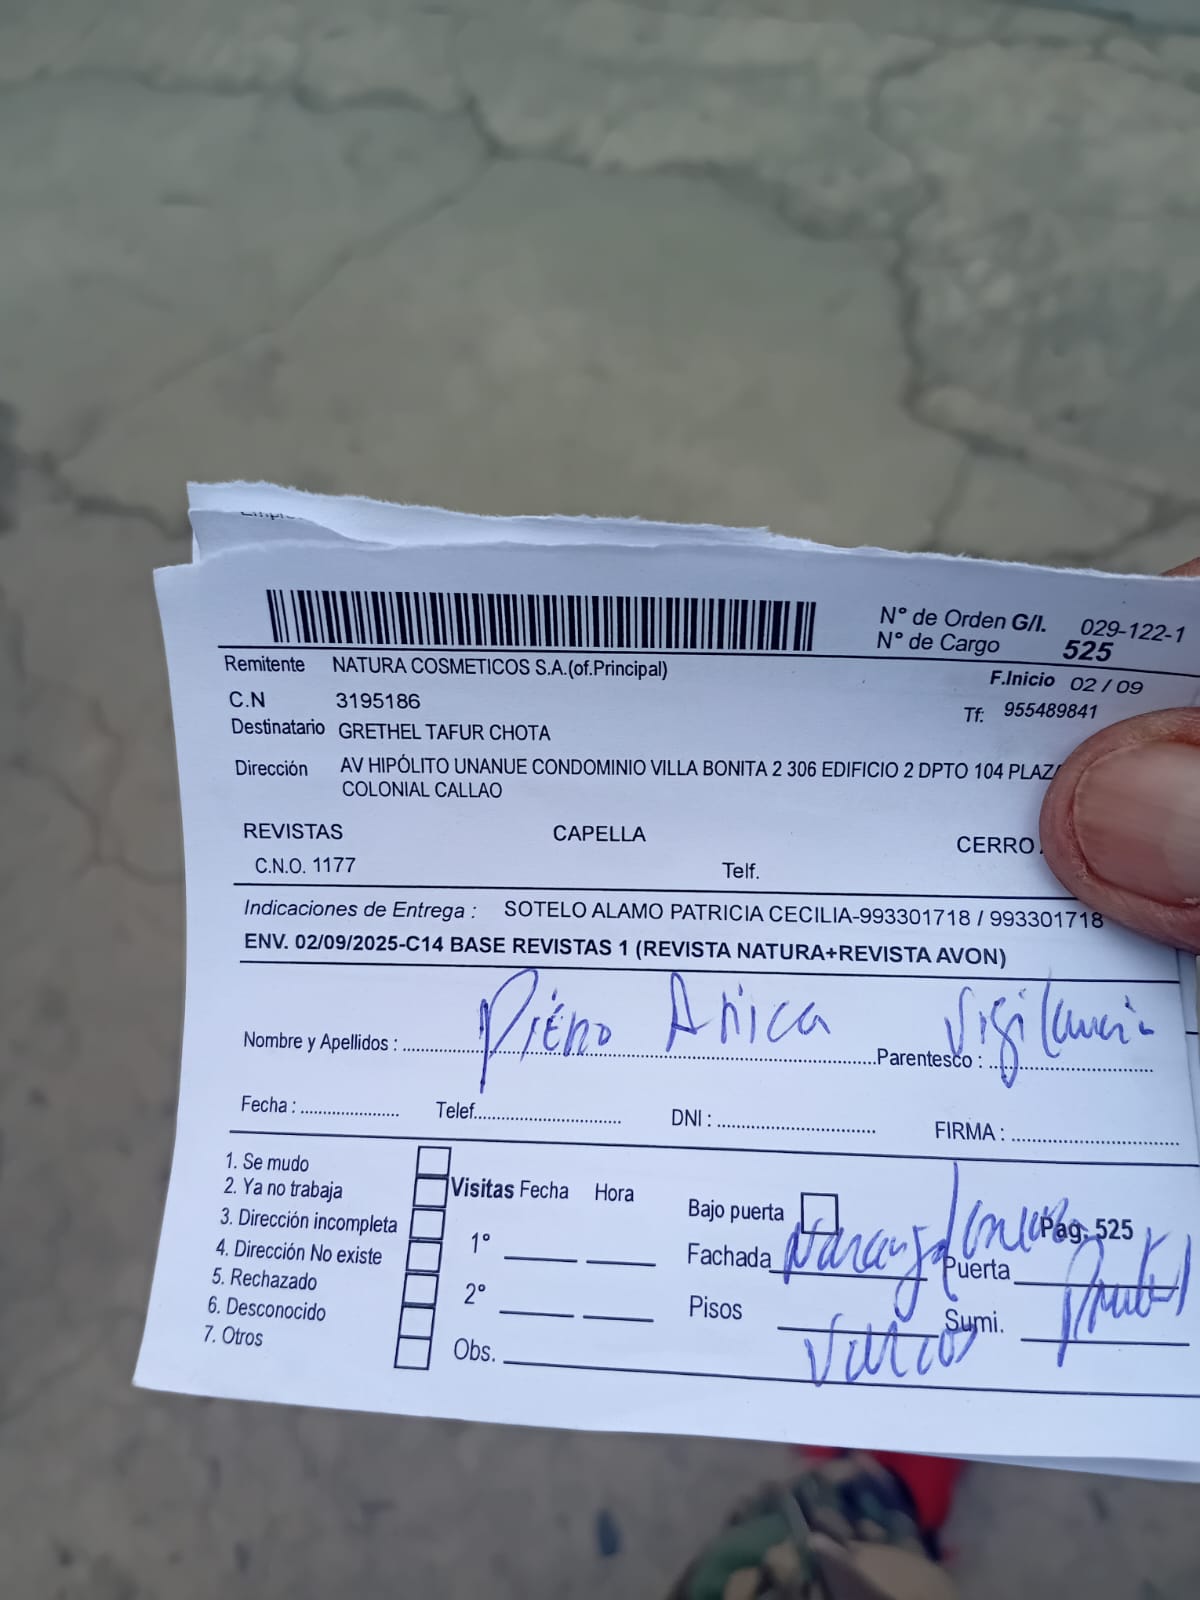 N° de Orden G/I. 029-122-1
N° de Cargo 525
Remitente NATURA COSMETICOS S.A.(of.Principal)
F.Inicio 02 / 09
C.N 3195186
Tf: 955489841
Destinatario GRETHEL TAFUR CHOTA
Dirección AV HIPÓLITO UNANUE CONDOMINIO VILLA BONITA 2 306 EDIFICIO 2 DPTO 104 PLAZA
COLONIAL CALLAO
REVISTAS CAPELLA CERRO
C.N.O. 1177 Telf.
Indicaciones de Entrega : SOTELO ALAMO PATRICIA CECILIA-993301718 / 993301718
ENV. 02/09/2025-C14 BASE REVISTAS 1 (REVISTA NATURA+REVISTA AVON)
Nombre y Apellidos : Arica Parentesco : Vigilancia
Fecha : Telef. DNI : FIRMA :
1. Se mudo
2. Ya no trabaja
3. Dirección incompleta
4. Dirección No existe
5. Rechazado
6. Desconocido
7. Otros
Visitas Fecha Hora
1°
2°
Obs.
Bajo puerta
Pag. 525
Fachada Naranja Puerta
Pisos Sumi.
Varios